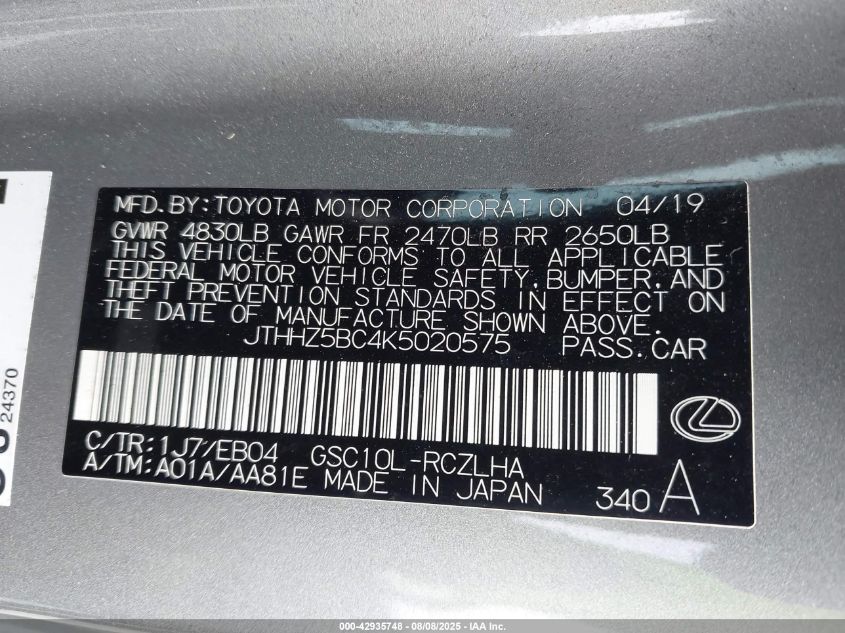 MFD.BY:TOYOTA MOTOR CORPORATION 04/19
GVWR 4830LB GAWR FR 2470LB RR 2650LB
THIS VEHICLE CONFORMS TO ALL APPLICABLE
FEDERAL MOTOR VEHICLE SAFETY,BUMPER,AND
THEFT PREVENTION STANDARDS IN EFFECT ON
THE DATE OF MANUFACTURE SHOWN ABOVE.
JTHHZ5BC4K5020575 PASS.CAR
C/TR:1J7/EB04 GSC10L-RCZLHA
A/TM:A01A/AA81E MADE IN JAPAN 340 A
24370
000-42935748 - 08/08/2025 - IAA Inc.